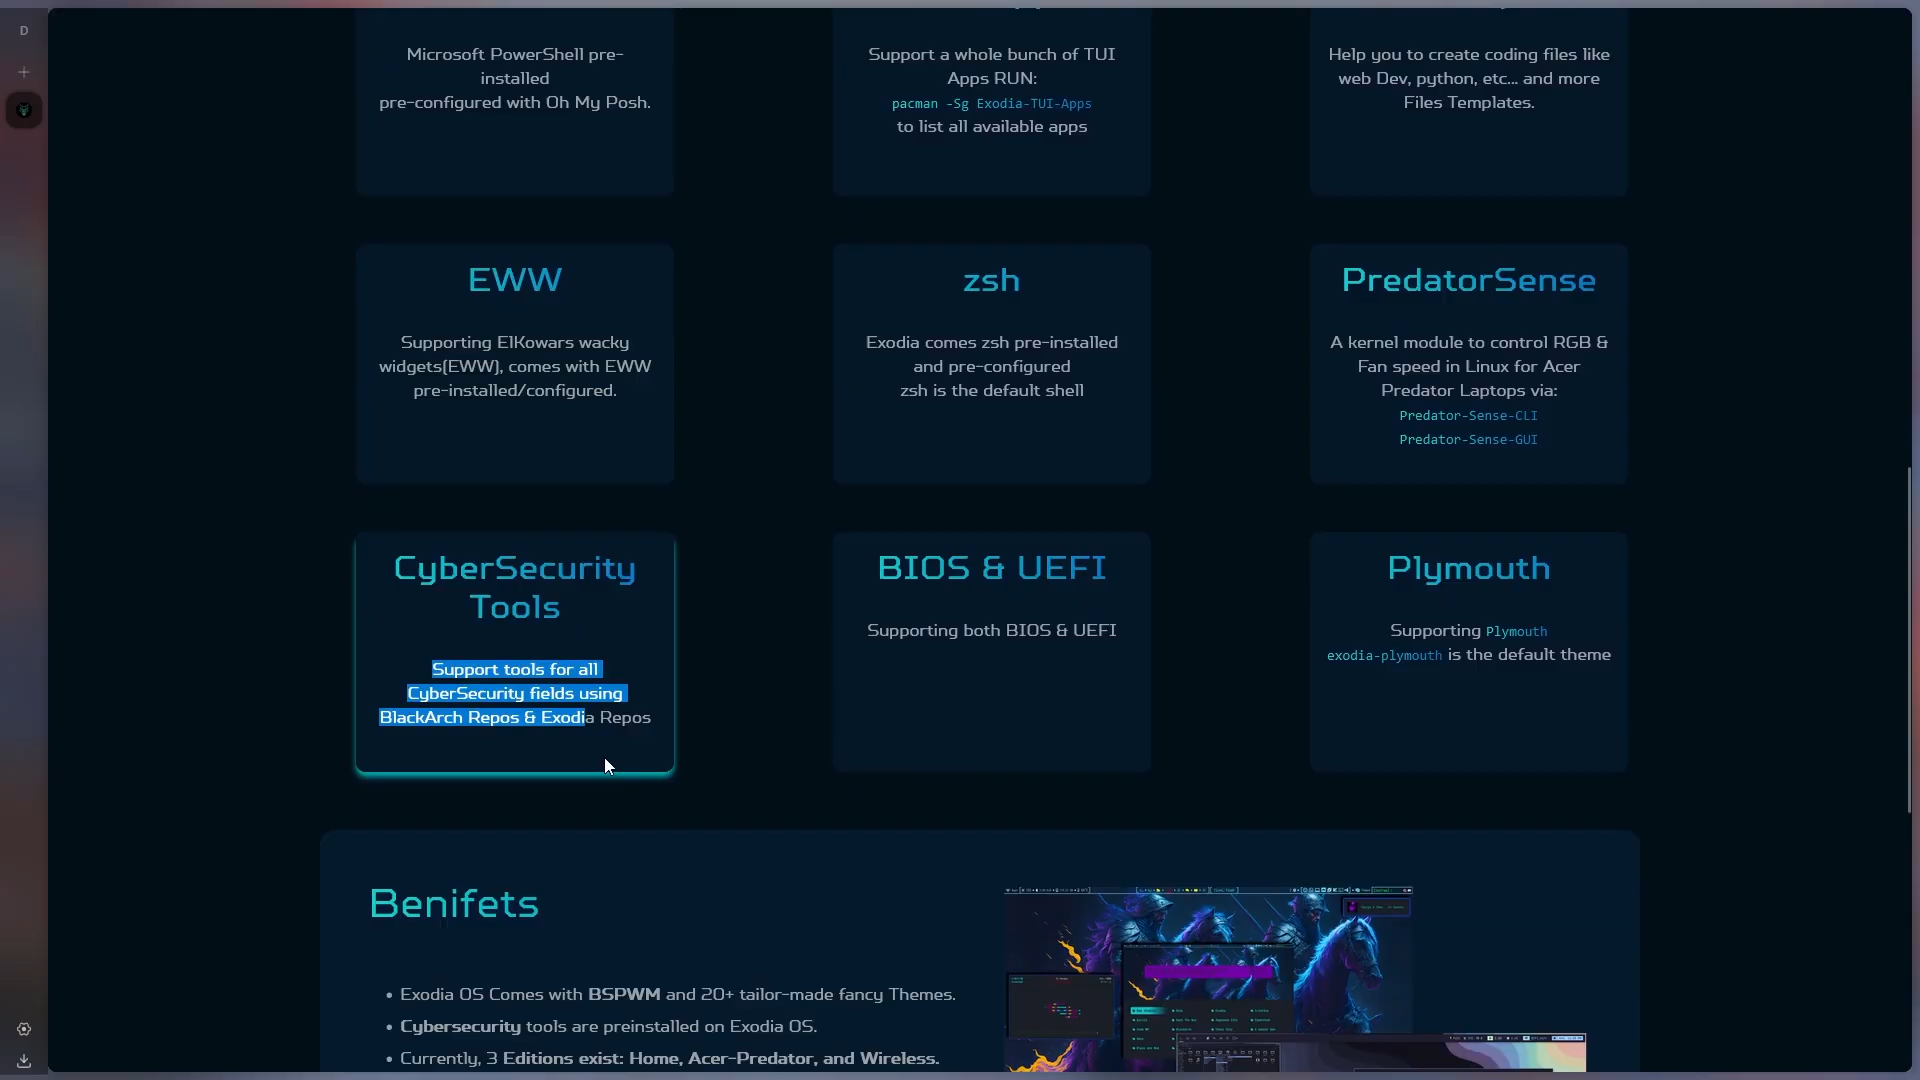 D
Microsoft PowerShell pre-
installed
pre-configured with Oh My Posh.
Support a whole bunch of TUI
Apps RUN:
pacman -Sg Exodia-TUI-Apps
to list all available apps
Help you to create coding files like
web Dev, python, etc... and more
Files Templates.
EWW
Supporting ElKowars wacky
widgets(EWW), comes with EWW
pre-installed/configured.
zsh
Exodia comes zsh pre-installed
and pre-configured
zsh is the default shell
PredatorSense
A kernel module to control RGB &
Fan speed in Linux for Acer
Predator Laptops via:
Predator-Sense-CLI
Predator-Sense-GUI
CyberSecurity
Tools
Support tools for all
CyberSecurity fields using
BlackArch Repos & Exodia Repos
BIOS & UEFI
Supporting both BIOS & UEFI
Plymouth
Supporting Plymouth
exodia-plymouth is the default theme
Benifets
• Exodia OS Comes with BSPWM and 20+ tailor-made fancy Themes.
• Cybersecurity tools are preinstalled on Exodia OS.
• Currently, 3 Editions exist: Home, Acer-Predator, and Wireless.